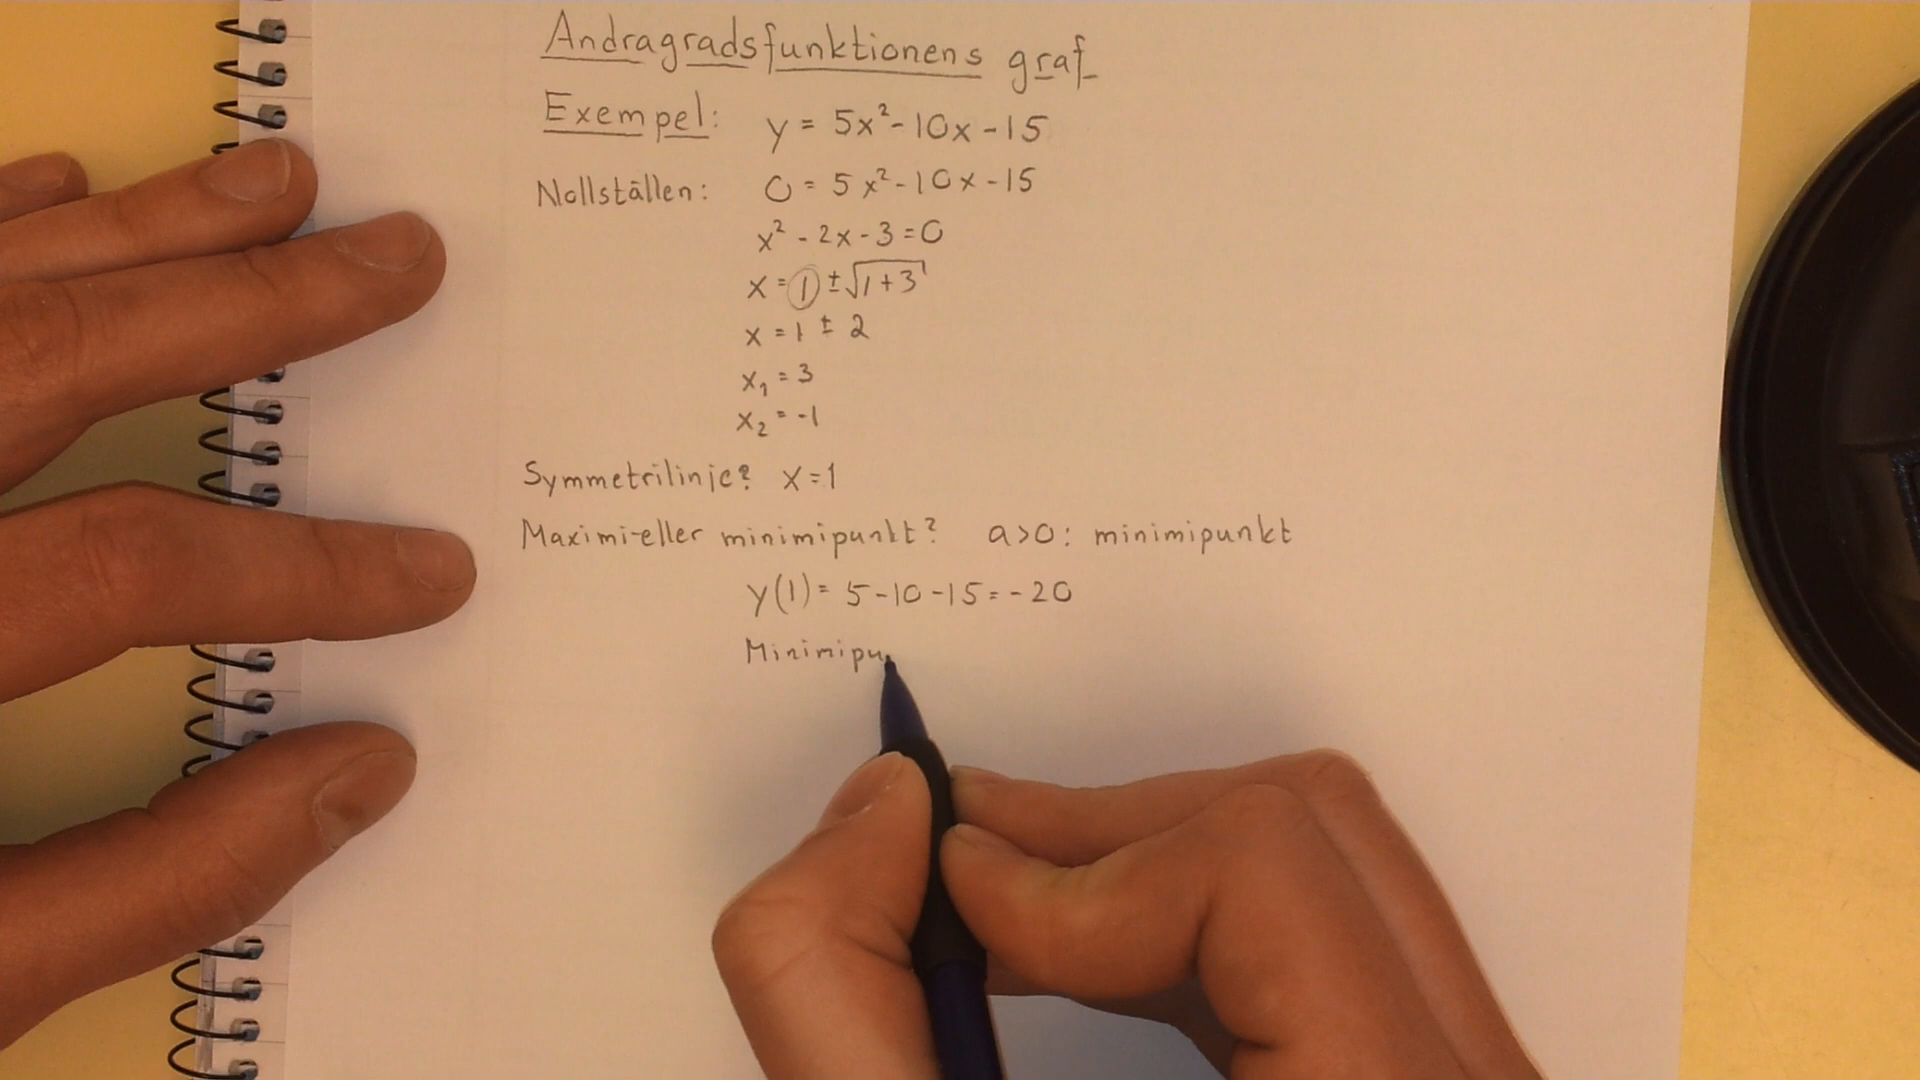 Andragradsfunktionens graf
Exempel: y = 5x² - 10x - 15
Nollställen: 0 = 5x² - 10x - 15
x² - 2x - 3 = 0
x = 1 ± √1+3
x = 1 ± 2
x₁ = 3
x₂ = -1
Symmetrilinje? x = 1
Maximi-eller minimipunkt? a>0: minimipunkt
y(1) = 5 - 10 - 15 = - 20
Minimipu